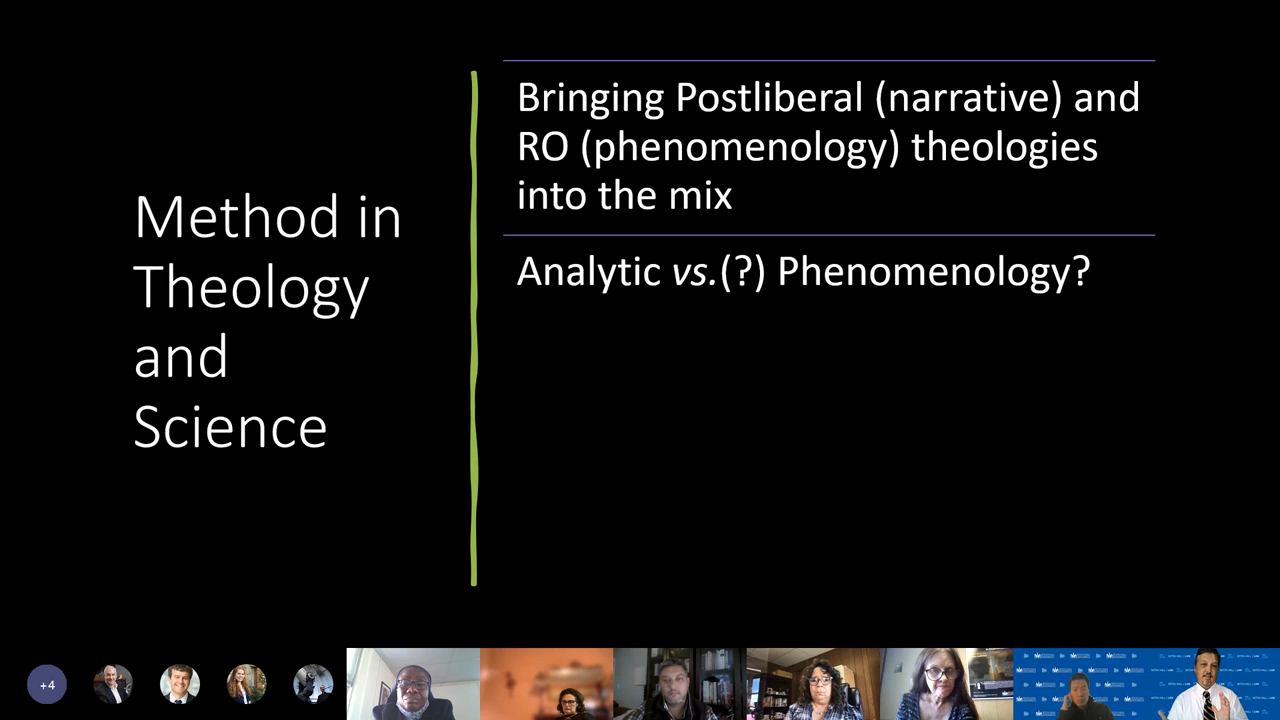 Method in
Theology
and
Science
Bringing Postliberal (narrative) and
RO (phenomenology) theologies
into the mix
Analytic vs.(?) Phenomenology?
+4